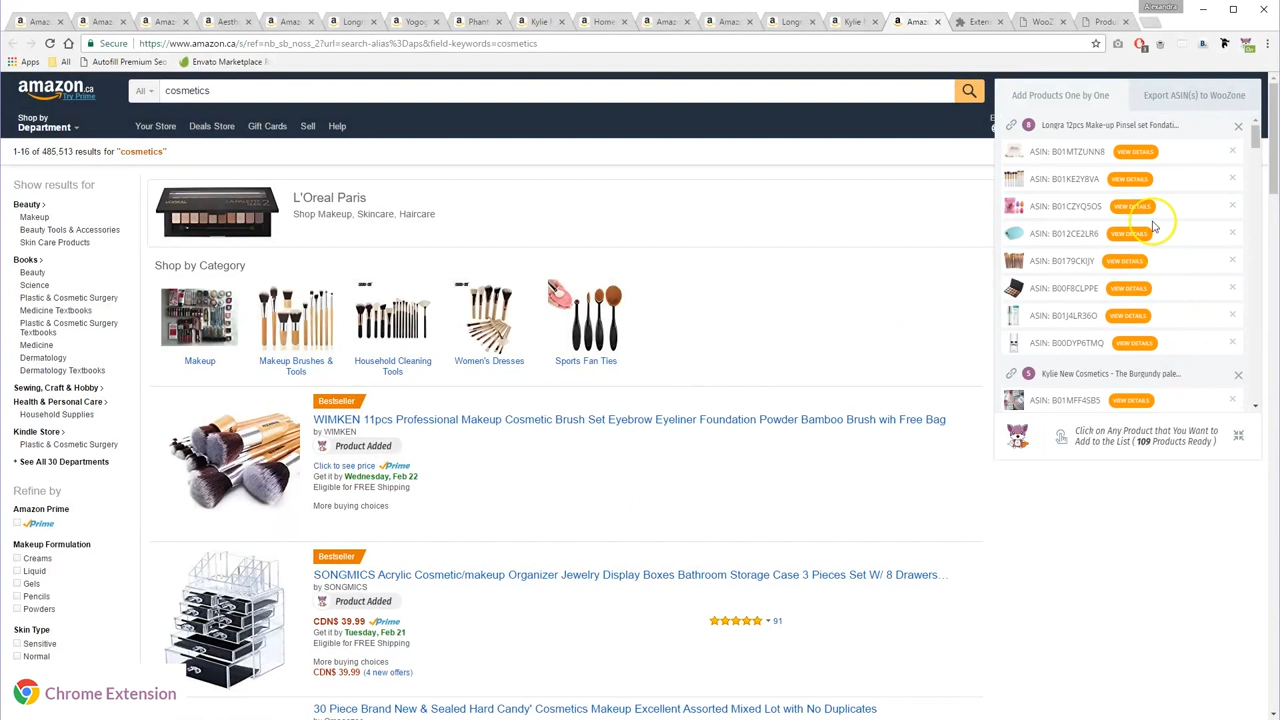 Alexandra
Amaz
Amaz
Amaz
Aesth
Amaz
Longr
Yogog
Phant
Kylie
Home
Amaz
Amaz
Longr
Kylie
Amaz
Exten
WooZ
Produ
Secure
https://www.amazon.ca/s/ref=nb_sb_noss_2?url=search-alias%3Daps&field-keywords=cosmetics
Apps
All
Autofill Premium Seo
Envato Marketplace R
amazon.ca
Try Prime
All
cosmetics
Shop by
Department
Your Store
Deals Store
Gift Cards
Sell
Help
1-16 of 485,513 results for "cosmetics"
Show results for
Beauty
Makeup
Beauty Tools & Accessories
Skin Care Products
Books
Beauty
Science
Plastic & Cosmetic Surgery
Medicine Textbooks
Plastic & Cosmetic Surgery
Textbooks
Medicine
Dermatology
Dermatology Textbooks
Sewing, Craft & Hobby
Health & Personal Care
Household Supplies
Kindle Store
Plastic & Cosmetic Surgery
+ See All 30 Departments
Refine by
Amazon Prime
Prime
Makeup Formulation
Creams
Liquid
Gels
Pencils
Powders
Skin Type
Sensitive
Normal
Chrome Extension
L'Oreal Paris
Shop Makeup, Skincare, Haircare
Shop by Category
Makeup
Makeup Brushes &
Tools
Household Cleaning
Tools
Women's Dresses
Sports Fan Ties
Bestseller
WIMKEN 11pcs Professional Makeup Cosmetic Brush Set Eyebrow Eyeliner Foundation Powder Bamboo Brush wih Free Bag
by WIMKEN
Product Added
Click to see price Prime
Get it by Wednesday, Feb 22
Eligible for FREE Shipping
More buying choices
Bestseller
SONGMICS Acrylic Cosmetic/makeup Organizer Jewelry Display Boxes Bathroom Storage Case 3 Pieces Set W/ 8 Drawers…
by SONGMICS
Product Added
CDN$ 39.99 Prime
Get it by Tuesday, Feb 21
Eligible for FREE Shipping
More buying choices
CDN$ 39.99 (4 new offers)
91
30 Piece Brand New & Sealed Hard Candy' Cosmetics Makeup Excellent Assorted Mixed Lot with No Duplicates
Add Products One by One
Export ASIN(s) to WooZone
8 Longra 12pcs Make-up Pinsel set Fondati...
ASIN: B01MTZUNN8 VIEW DETAILS
ASIN: B01KE2Y8VA VIEW DETAILS
ASIN: B01CZYQ5OS VIEW DETAILS
ASIN: B012CE2LR6 VIEW DETAILS
ASIN: B0179CKIJY VIEW DETAILS
ASIN: B00F8CLPPE VIEW DETAILS
ASIN: B01J4LR36O VIEW DETAILS
ASIN: B00DYP6TMQ VIEW DETAILS
5 Kylie New Cosmetics - The Burgundy pale...
ASIN: B01MFF4SB5 VIEW DETAILS
Click on Any Product that You Want to
Add to the List ( 109 Products Ready )